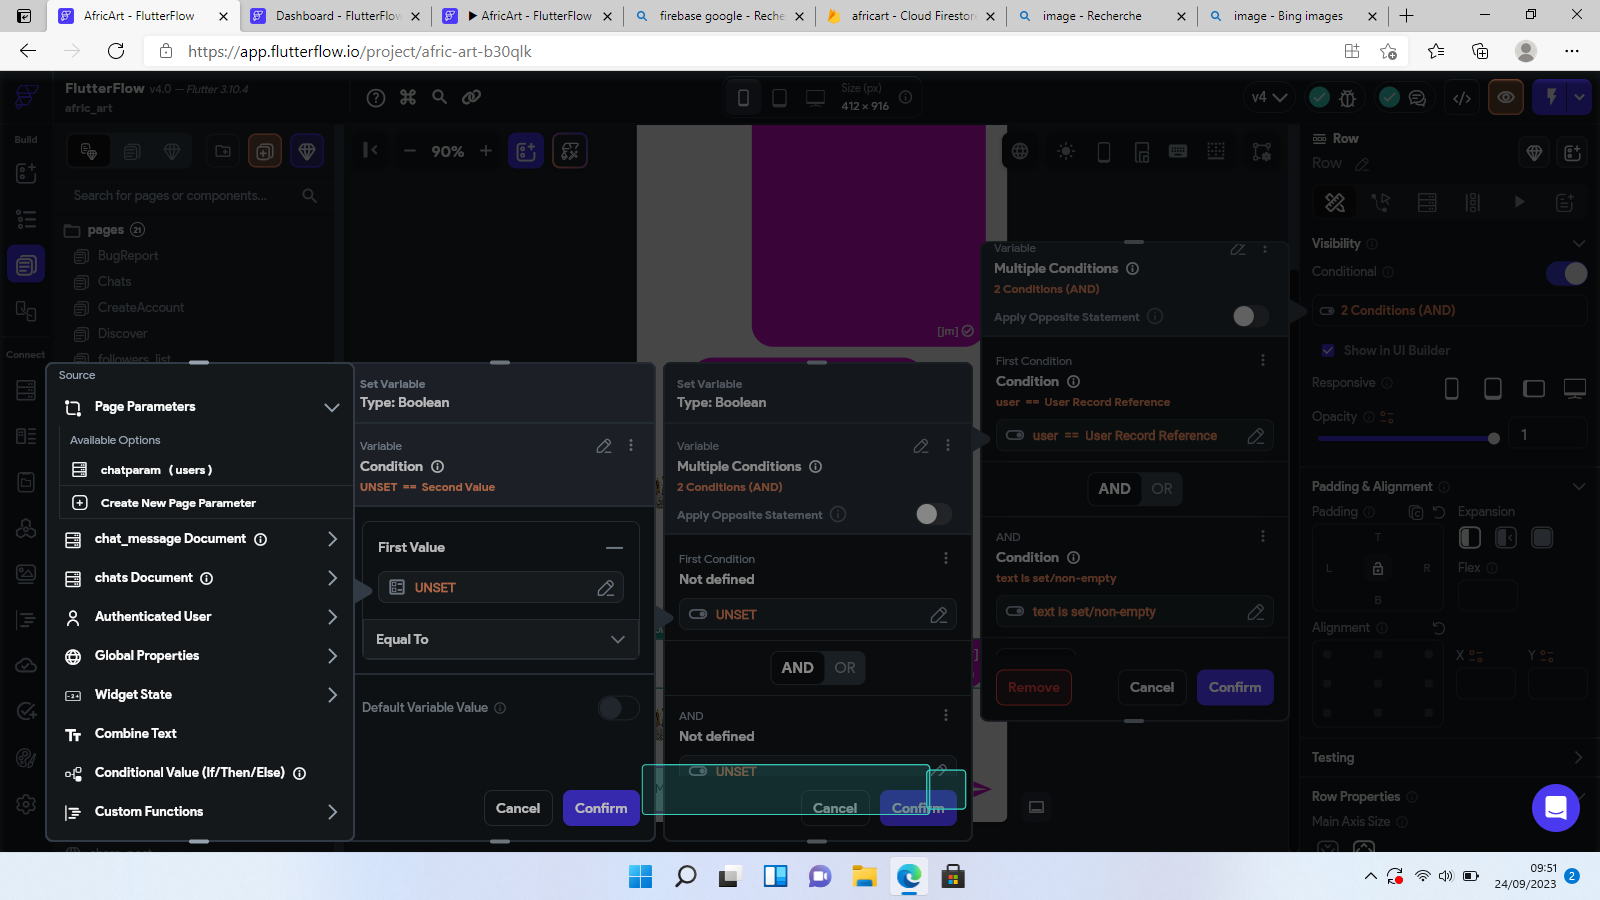 AfricArt - FlutterFlow
Dashboard - FlutterFlow
AfricArt - FlutterFlow
firebase google - Reche
africart - Cloud Firestore
image - Recherche
image - Bing images
https://app.flutterflow.io/project/afric-art-b30qlk
FlutterFlow v4.0 — Flutter 3.10.4
afric_art
Size (px)
412 × 916
v4
Build
90%
Row
Row
Search for pages or components...
pages 21
BugReport
Chats
CreateAccount
Discover
followers_list
Connect
[jm]
Variable
Multiple Conditions
2 Conditions (AND)
Apply Opposite Statement
First Condition
Condition
user == User Record Reference
user == User Record Reference
AND OR
AND
Condition
text is set/non-empty
text is set/non-empty
Remove
Cancel
Confirm
Visibility
Conditional
2 Conditions (AND)
Show in UI Builder
Responsive
Opacity
1
Padding & Alignment
Padding
Expansion
T
L
R
B
Flex
Alignment
X
Y
Testing
Row Properties
Main Axis Size
Source
Page Parameters
Available Options
chatparam (users)
Create New Page Parameter
chat_message Document
chats Document
Authenticated User
Global Properties
Widget State
Combine Text
Conditional Value (If/Then/Else)
Custom Functions
Set Variable
Type: Boolean
Variable
Condition
UNSET == Second Value
First Value
UNSET
Equal To
Default Variable Value
Cancel
Confirm
Set Variable
Type: Boolean
Variable
Multiple Conditions
2 Conditions (AND)
Apply Opposite Statement
First Condition
Not defined
UNSET
AND OR
AND
Not defined
UNSET
Cancel
Confirm
09:51
24/09/2023
2